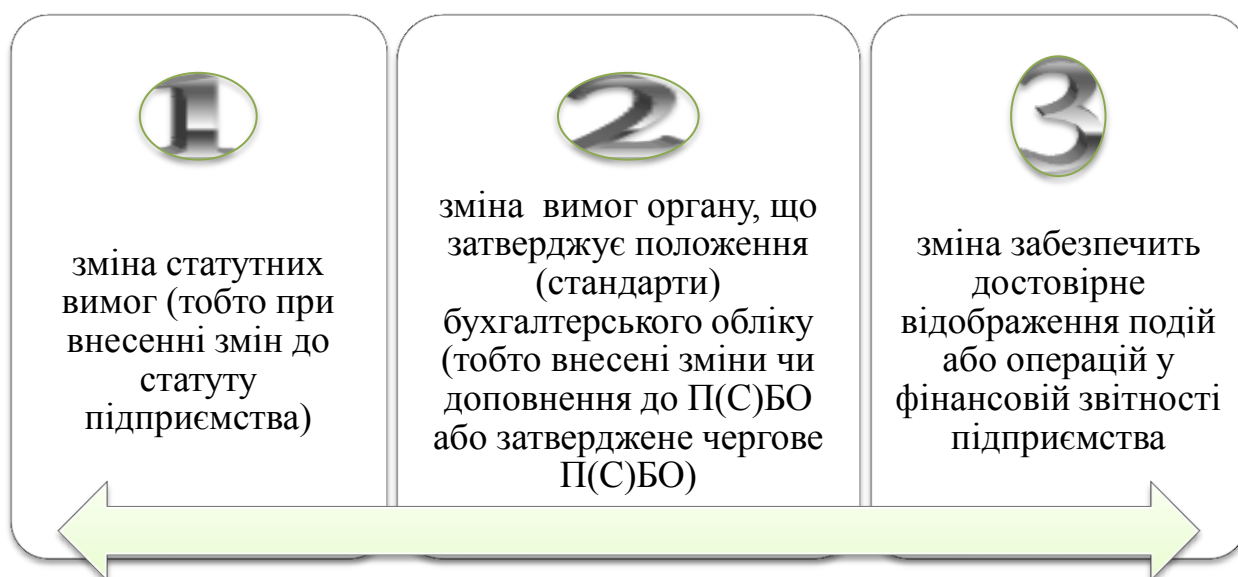 1
зміна статутних
вимог (тобто при
внесенні змін до
статуту
підприємства)
2
зміна вимог органу, що
затверджує положення
(стандарти)
бухгалтерського обліку
(тобто внесені зміни чи
доповнення до П(С)БО
або затверджене чергове
П(С)БО)
3
зміна забезпечить
достовірне
відображення подій
або операцій у
фінансовій звітності
підприємства